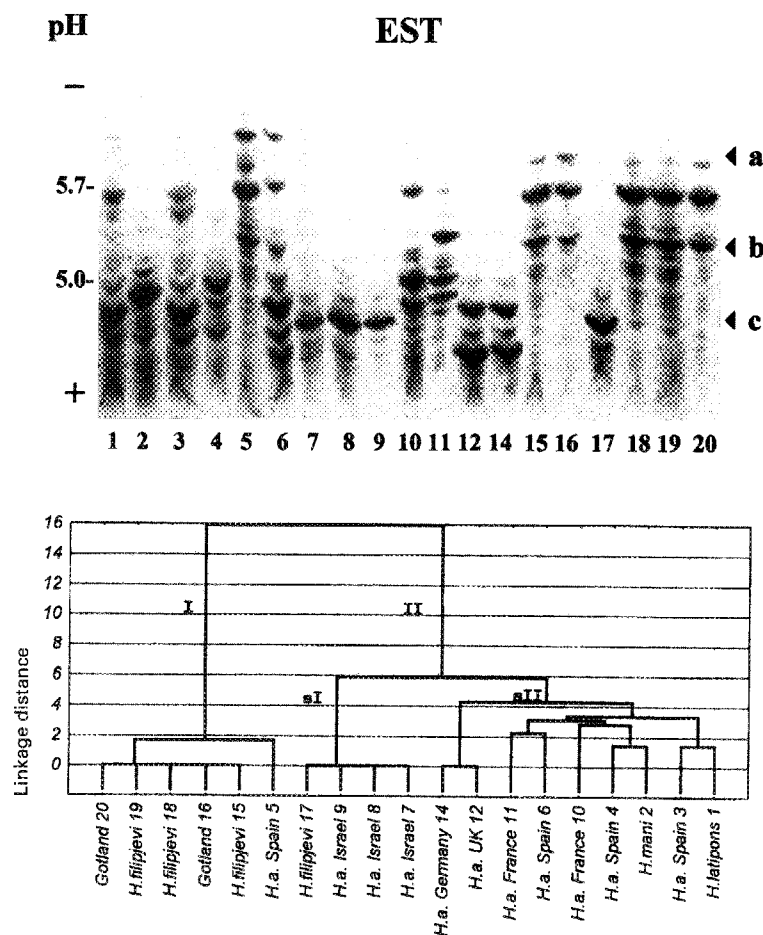 pH EST
−
a
5.7-
b
5.0-
c
+
1 2 3 4 5 6 7 8 9 10 11 12 14 15 16 17 18 19 20
16
14
12
10
8
6
4
2
0
Linkage distance
I II
sI sII
Gotland 20
H.filipjevi 19
H.filipjevi 18
Gotland 16
H.filipjevi 15
H.a. Spain 5
H.filipjevi 17
H.a. Israel 9
H.a. Israel 8
H.a. Israel 7
H.a. Germany 14
H.a. UK 12
H.a. France 11
H.a. Spain 6
H.a. France 10
H.a. Spain 4
H.mani 2
H.a. Spain 3
H.latipons 1